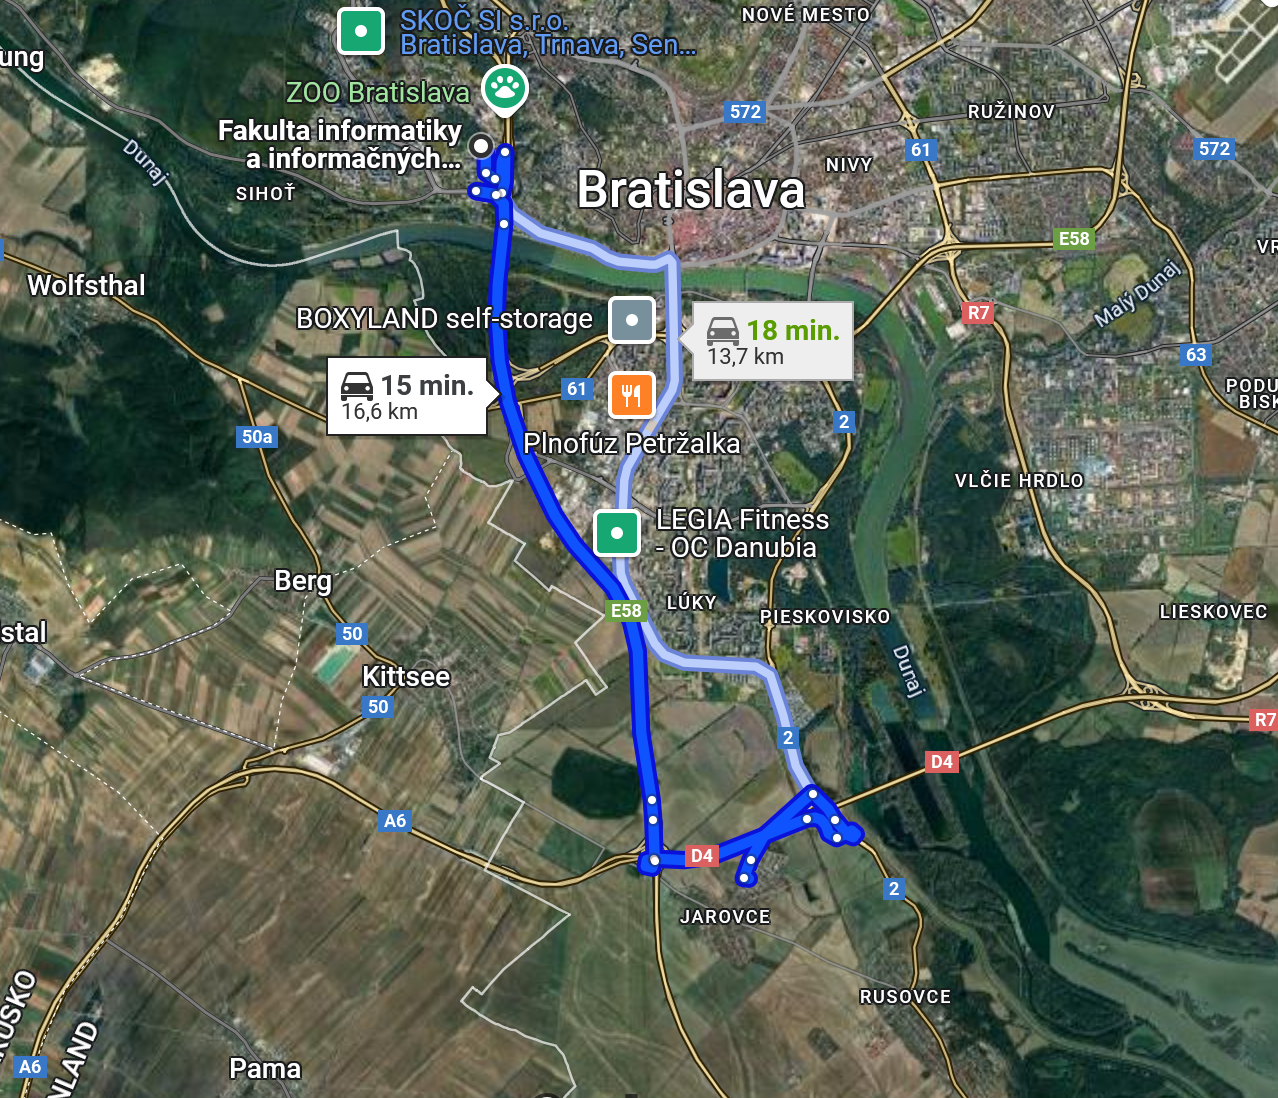 SKOČ SI s.r.o.
Bratislava, Trnava, Sen...
NOVÉ MESTO
ung
ZOO Bratislava
572
RUŽINOV
Fakulta informatiky
a informačných...
61
572
NIVY
Dunaj
SIHOŤ
Bratislava
E58
Wolfsthal
Malý Dunaj
BOXYLAND self-storage
R7
18 min.
13,7 km
63
15 min.
16,6 km
61
2
50a
Plnofúz Petržalka
VLČIE HRDLO
LEGIA Fitness
- OC Danubia
Berg
E58
LÚKY
PIESKOVISKO
LIESKOVEC
stal
50
Kittsee
Dunaj
50
R7
2
D4
A6
D4
2
JAROVCE
RUSOVCE
A6
Pama